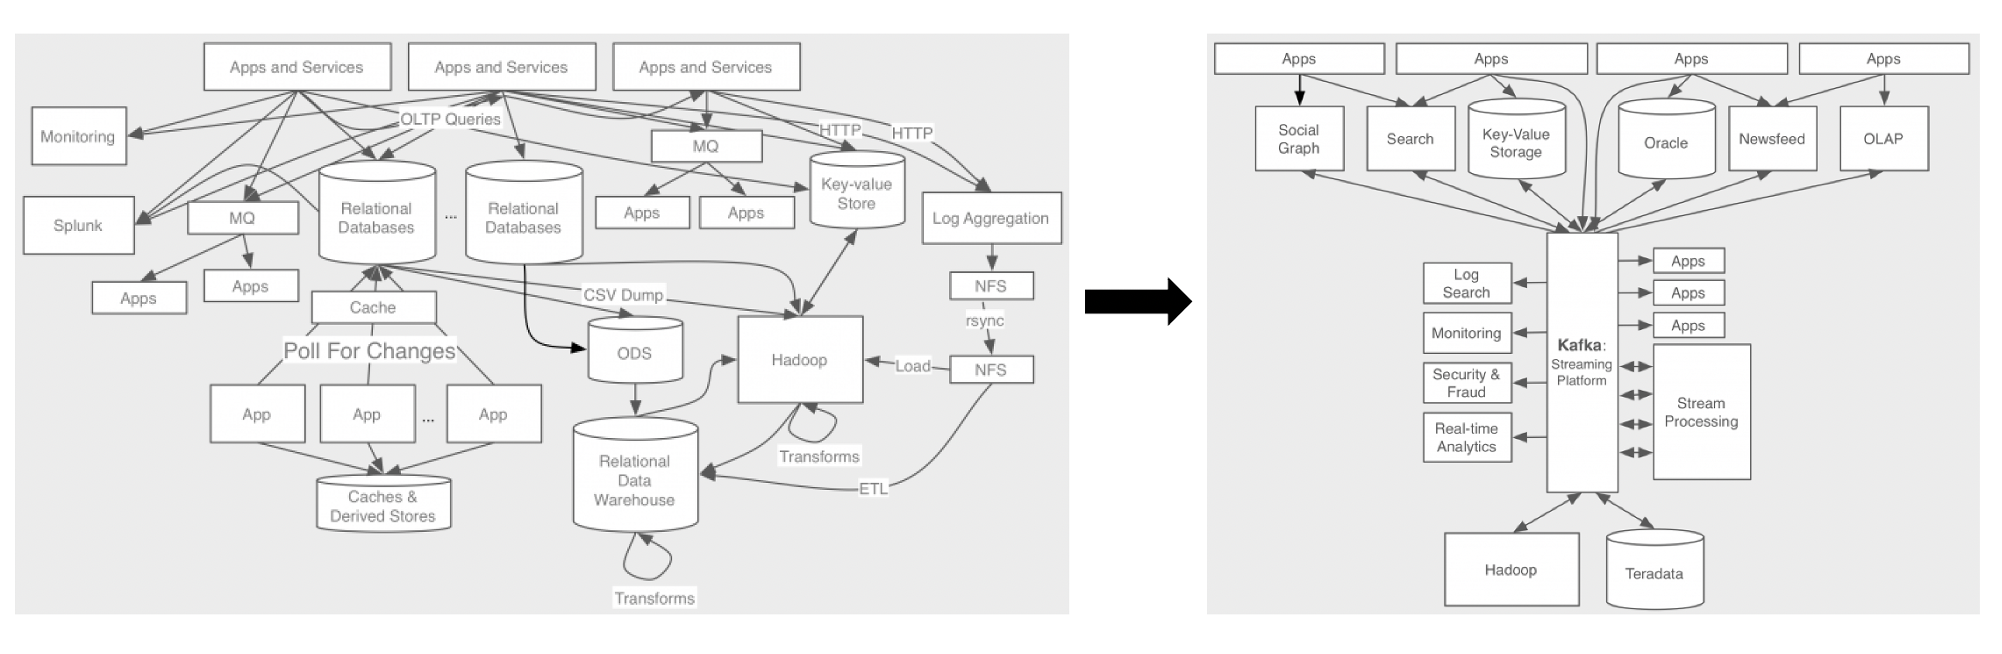 Apps and Services
Apps and Services
Apps and Services
Monitoring
OLTP Queries
HTTP
HTTP
MQ
Splunk
MQ
Relational
Databases
...
Relational
Databases
Apps
Apps
Key-value
Store
Log Aggregation
Apps
Apps
Cache
CSV Dump
NFS
rsync
Poll For Changes
ODS
Hadoop
Load
NFS
App
App
...
App
Transforms
Relational
Data
Warehouse
ETL
Caches &
Derived Stores
Transforms
Apps
Apps
Apps
Apps
Social
Graph
Search
Key-Value
Storage
Oracle
Newsfeed
OLAP
Log
Search
Monitoring
Security &
Fraud
Real-time
Analytics
Kafka:
Streaming
Platform
Apps
Apps
Apps
Stream
Processing
Hadoop
Teradata